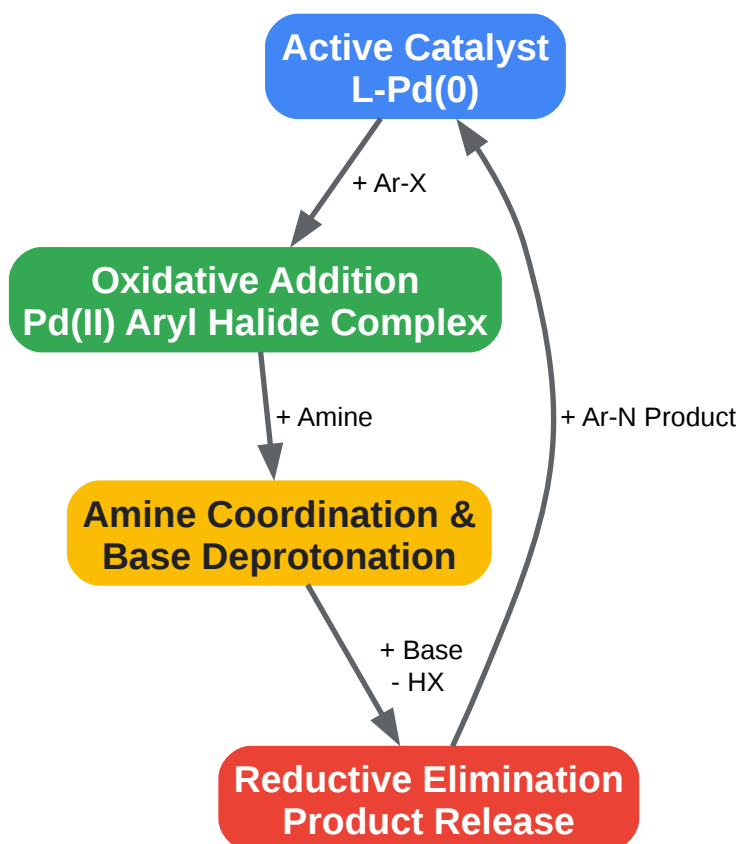 Active Catalyst
L-Pd(0)
+ Ar-X
Oxidative Addition
Pd(II) Aryl Halide Complex
+ Amine
+ Ar-N Product
Amine Coordination &
Base Deprotonation
+ Base
- HX
Reductive Elimination
Product Release